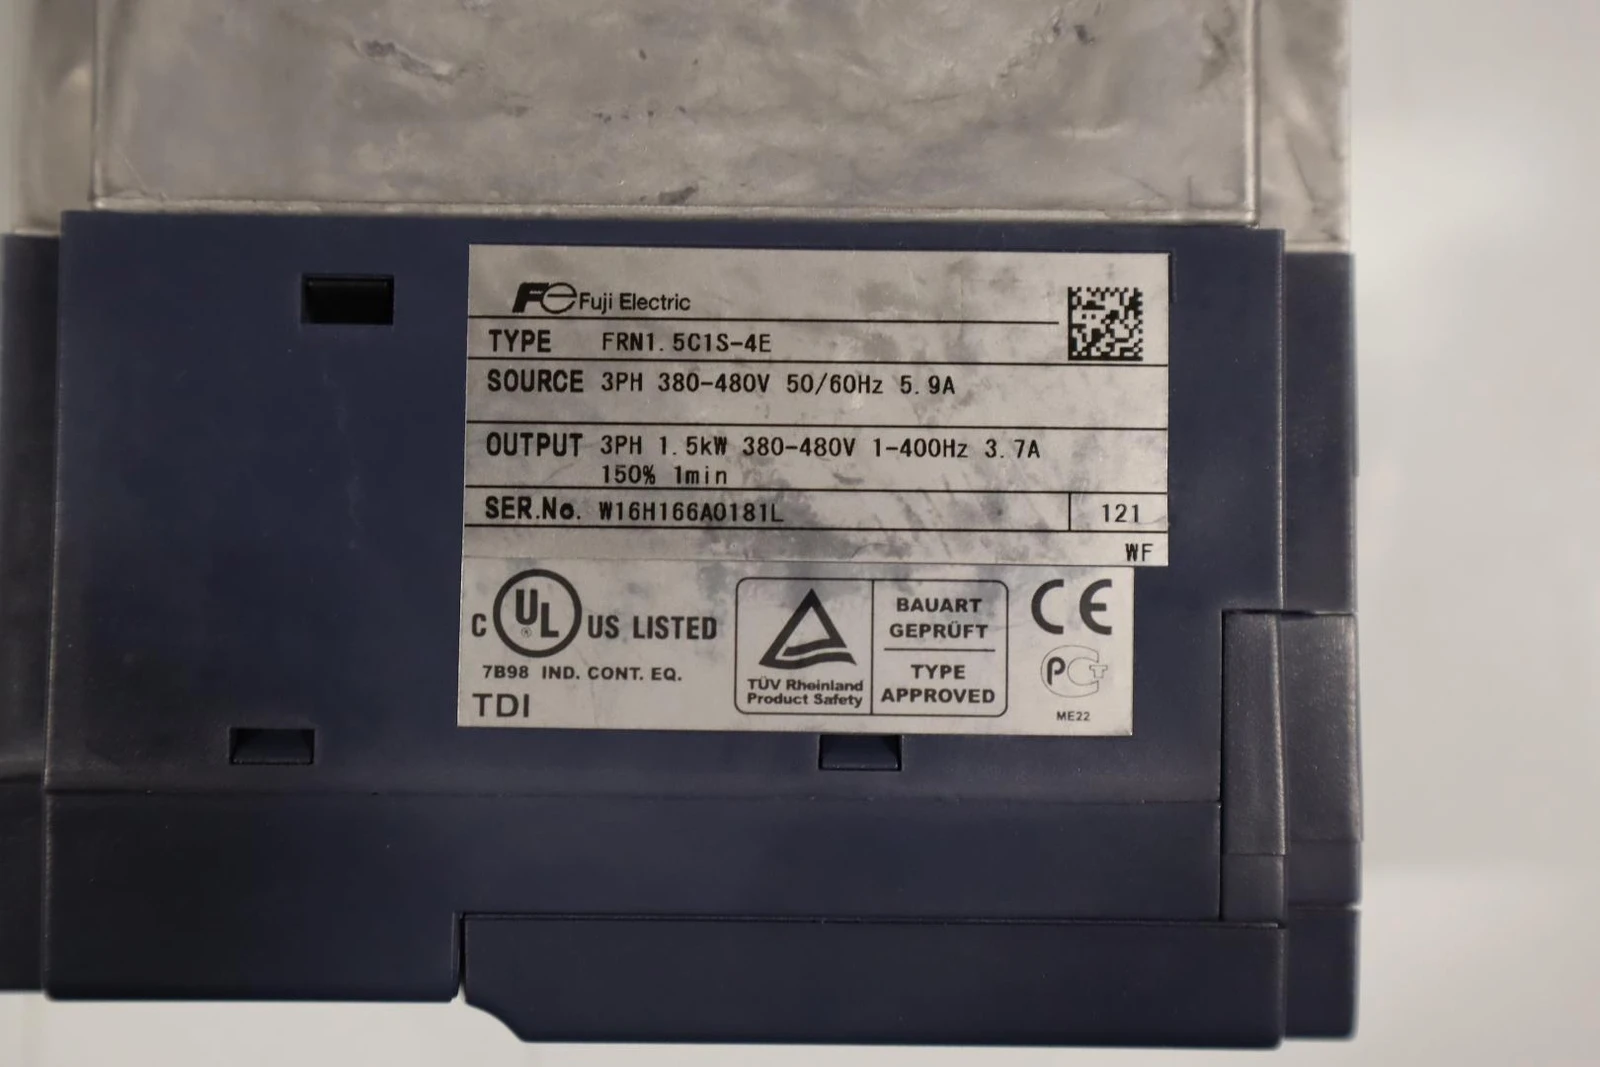 Fe Fuji Electric
TYPE FRN1.5C1S-4E
SOURCE 3PH 380-480V 50/60Hz 5.9A
OUTPUT 3PH 1.5kW 380-480V 1-400Hz 3.7A
150% 1min
SER.No. W16H166A0181L 121
WF
C UL ® US LISTED
7B98 IND. CONT. EQ.
TDI
TÜV Rheinland
Product Safety
BAUART
GEPRÜFT
TYPE
APPROVED
CE
PCT
ME22